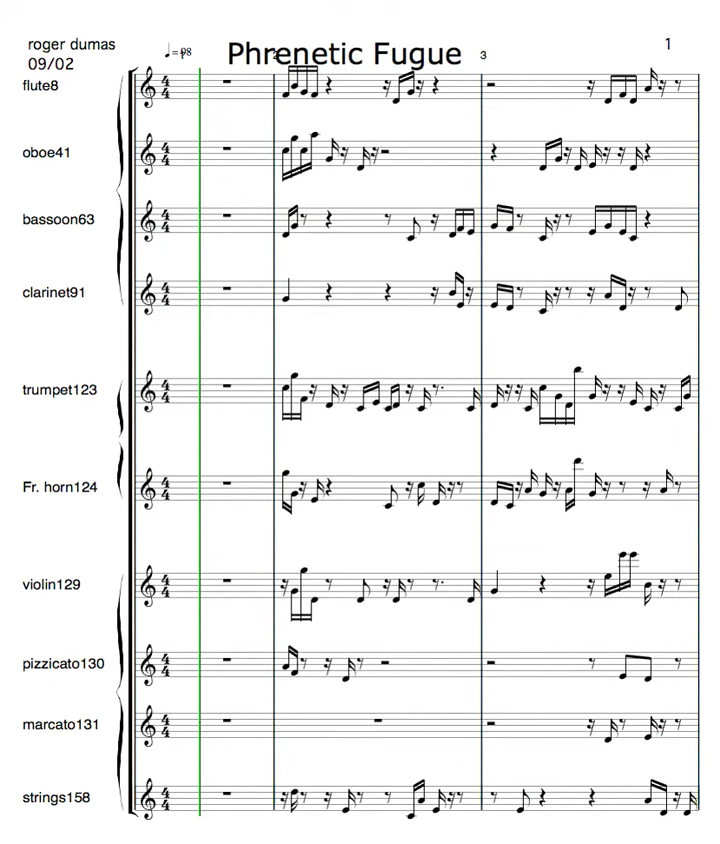 roger dumas
09/02
♩=98
Phrenetic Fugue
1
3
flute8
oboe41
bassoon63
clarinet91
trumpet123
Fr. horn124
violin129
pizzicato130
marcato131
strings158